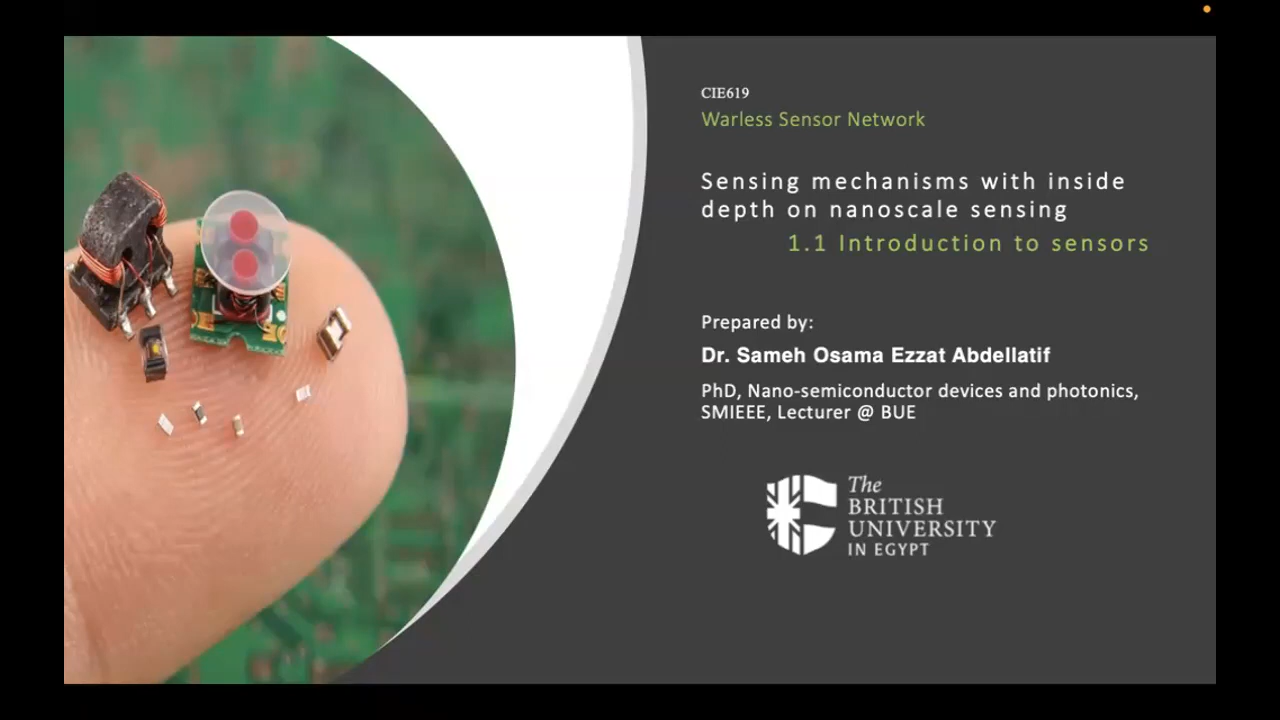 CIE619
Warless Sensor Network
Sensing mechanisms with inside
depth on nanoscale sensing
1.1 Introduction to sensors
Prepared by:
Dr. Sameh Osama Ezzat Abdellatif
PhD, Nano-semiconductor devices and photonics,
SMIEEE, Lecturer @ BUE
The
BRITISH
UNIVERSITY
IN EGYPT